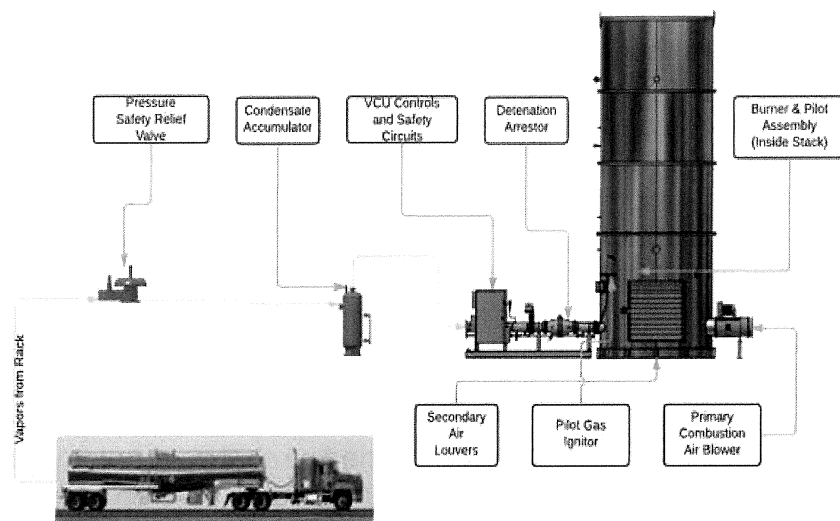 Pressure
Safety Relief
Valve
Condensate
Accumulator
VCU Controls
and Safety
Circuits
Detenation
Arrestor
Burner & Pilot
Assembly
(Inside Stack)
Vapors from Rack
Secondary
Air
Louvers
Pilot Gas
Ignitor
Primary
Combustion
Air Blower